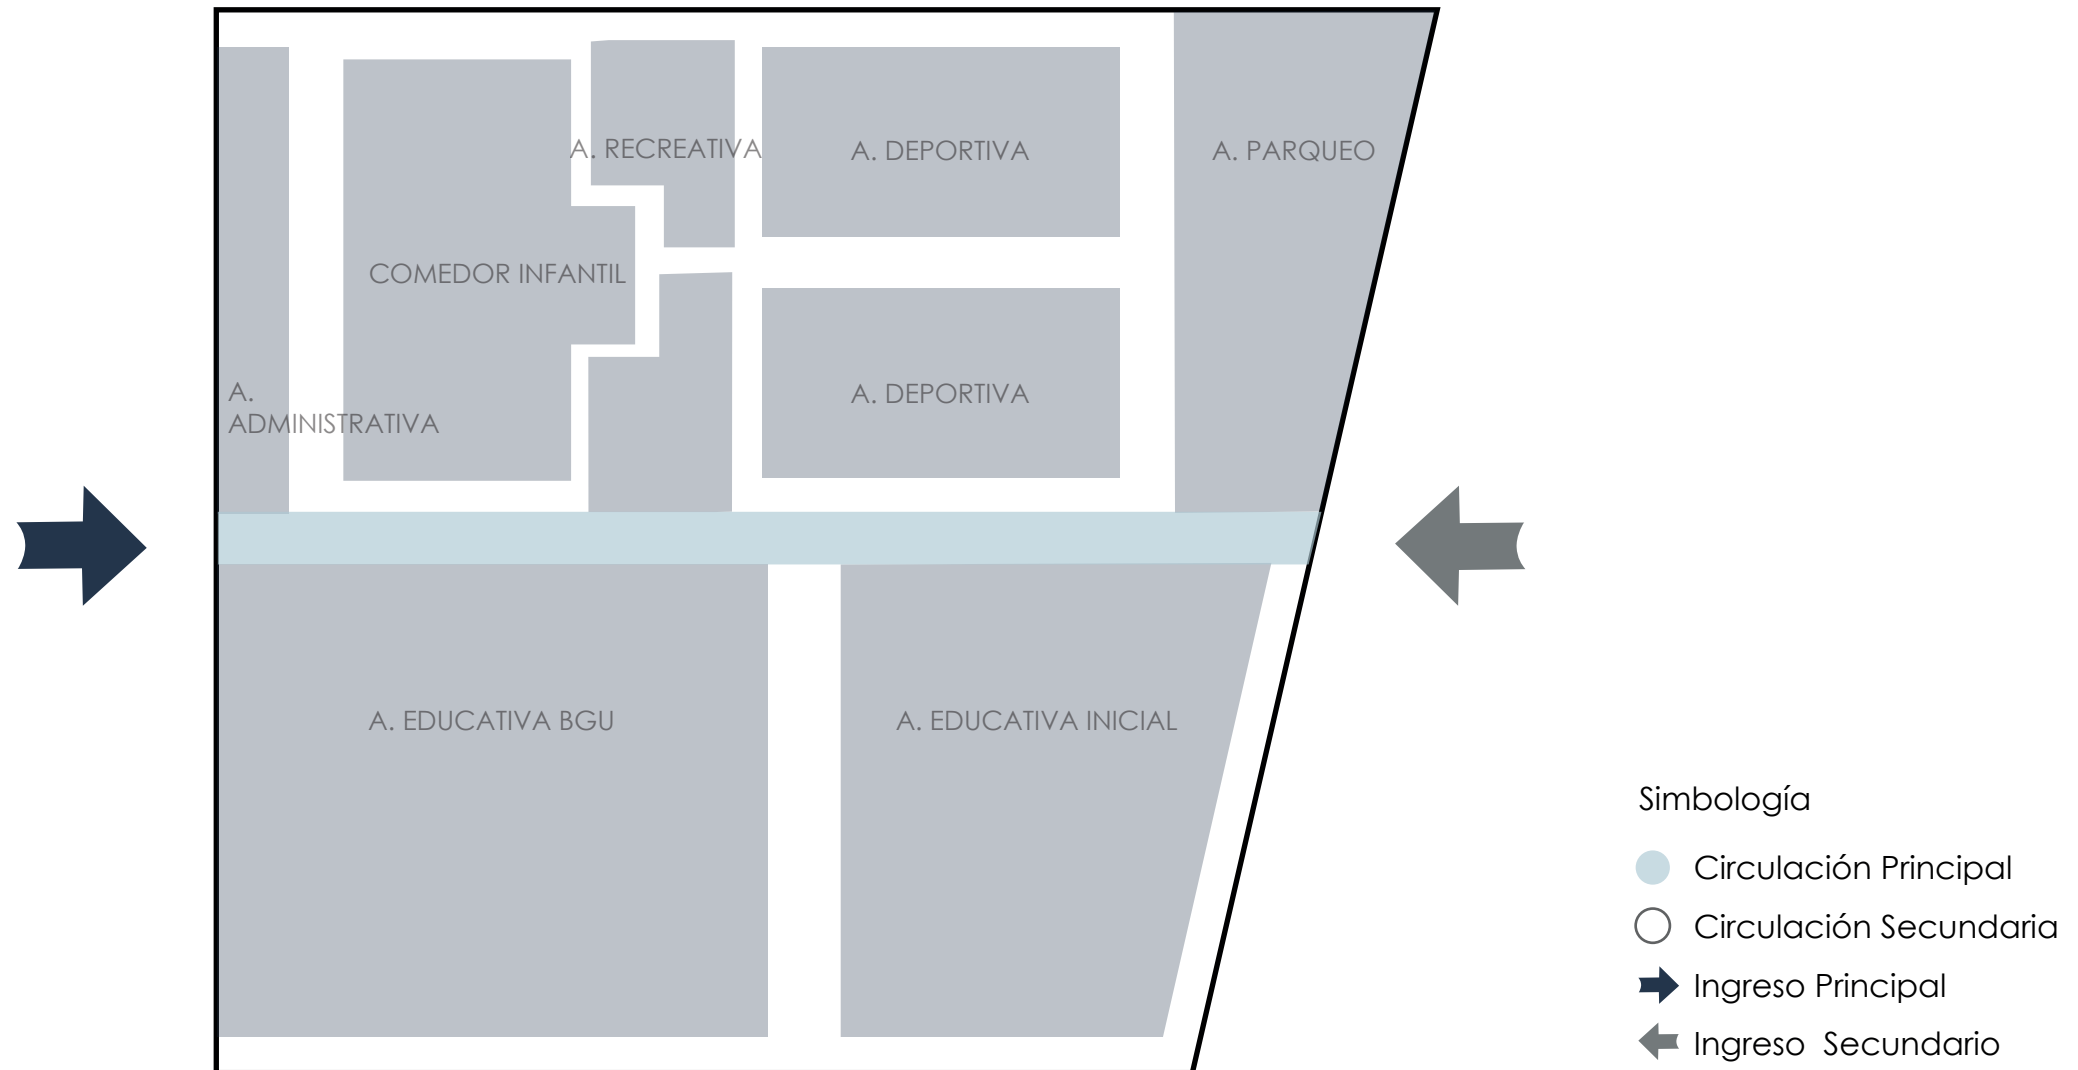 A. RECREATIVA
A. DEPORTIVA
A. PARQUEO
COMEDOR INFANTIL
A.
ADMINISTRATIVA
A. DEPORTIVA
A. EDUCATIVA BGU
A. EDUCATIVA INICIAL
Simbología
Circulación Principal
Circulación Secundaria
Ingreso Principal
Ingreso Secundario